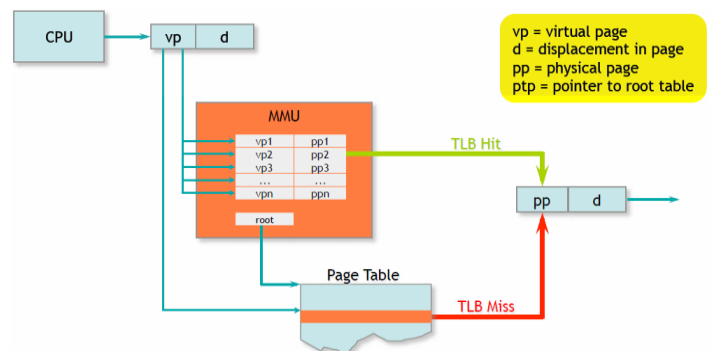 CPU
vp d
vp = virtual page
d = displacement in page
pp = physical page
ptp = pointer to root table
MMU
vp1 pp1
vp2 pp2
vp3 pp3
... ...
vpn ppn
root
TLB Hit
pp d
Page Table
TLB Miss